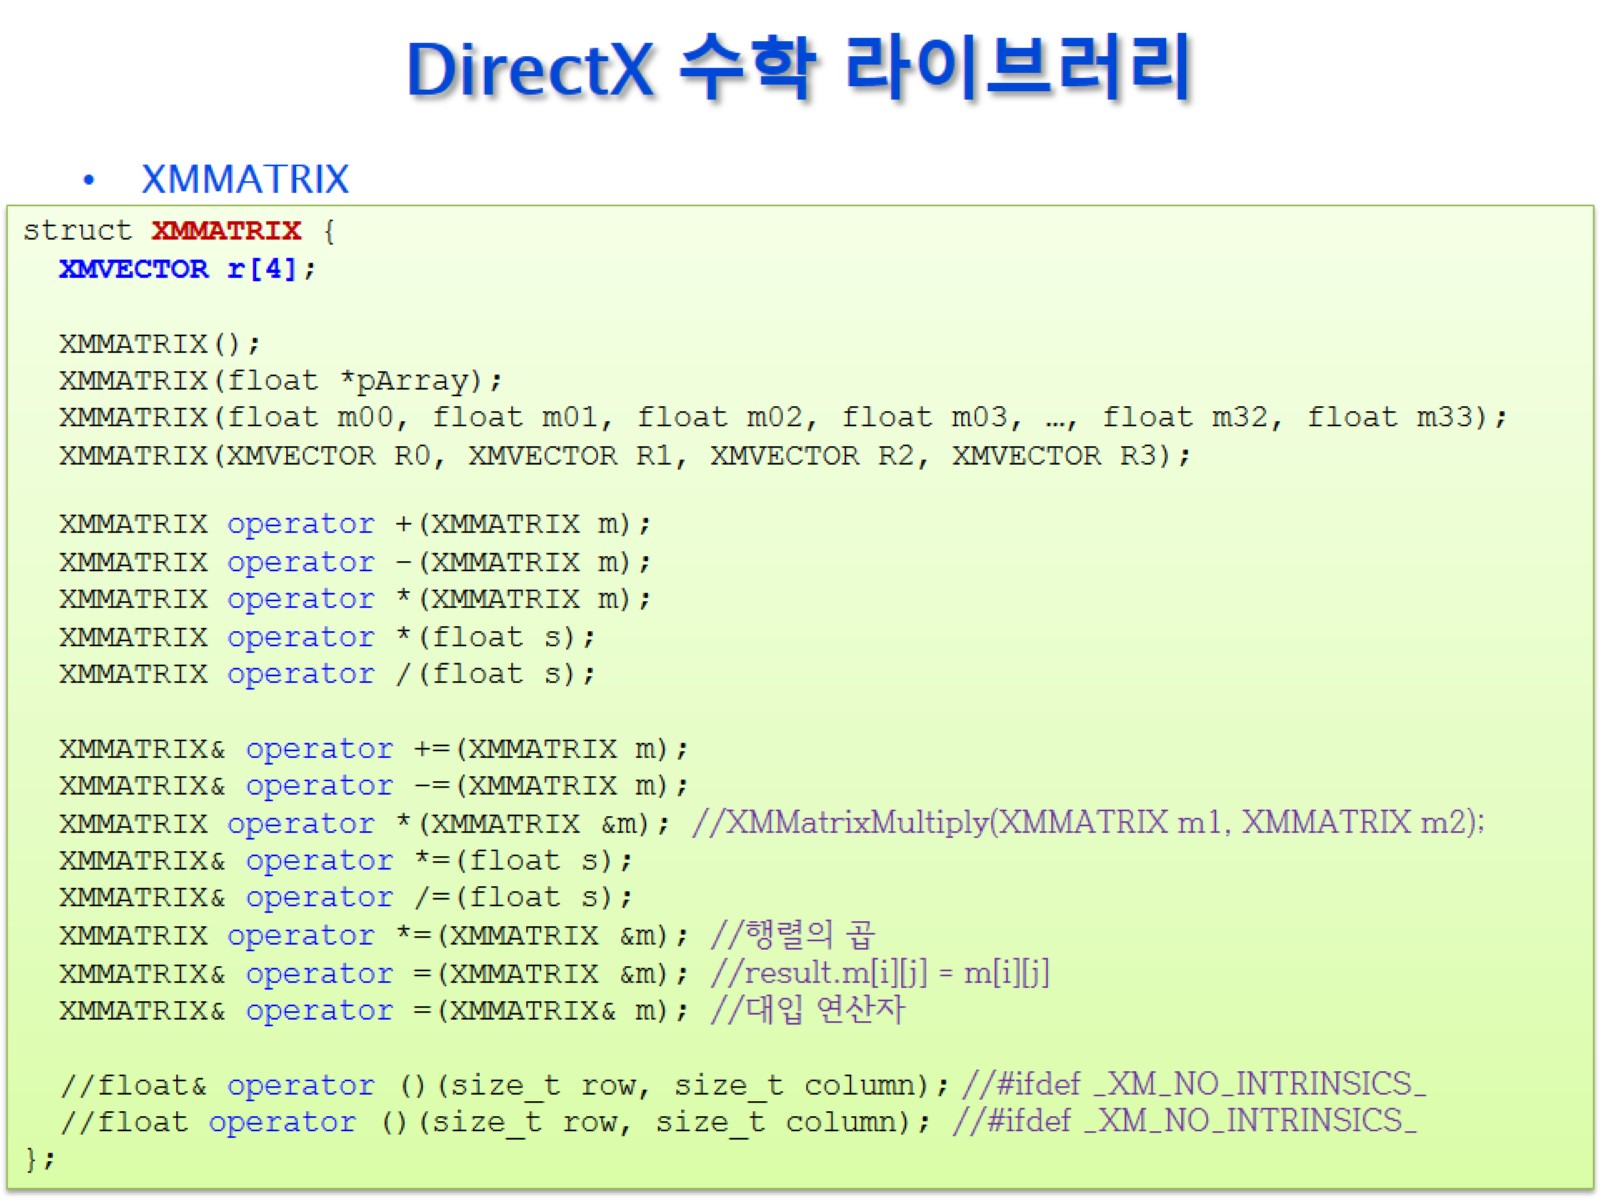 DirectX 수학 라이브러리
• XMMATRIX
struct XMMATRIX {
XMVECTOR r[4];
XMMATRIX();
XMMATRIX(float *pArray);
XMMATRIX(float m00, float m01, float m02, float m03, …, float m32, float m33);
XMMATRIX(XMVECTOR R0, XMVECTOR R1, XMVECTOR R2, XMVECTOR R3);
XMMATRIX operator +(XMMATRIX m);
XMMATRIX operator -(XMMATRIX m);
XMMATRIX operator *(XMMATRIX m);
XMMATRIX operator *(float s);
XMMATRIX operator /(float s);
XMMATRIX& operator +=(XMMATRIX m);
XMMATRIX& operator -=(XMMATRIX m);
XMMATRIX operator *(XMMATRIX &m); //XMMatrixMultiply(XMMATRIX m1, XMMATRIX m2);
XMMATRIX& operator *=(float s);
XMMATRIX& operator /=(float s);
XMMATRIX operator *=(XMMATRIX &m); //행렬의 곱
XMMATRIX& operator =(XMMATRIX &m); //result.m[i][j] = m[i][j]
XMMATRIX& operator =(XMMATRIX& m); //대입 연산자
//float& operator ()(size_t row, size_t column); //#ifdef _XM_NO_INTRINSICS_
//float operator ()(size_t row, size_t column); //#ifdef _XM_NO_INTRINSICS_
};